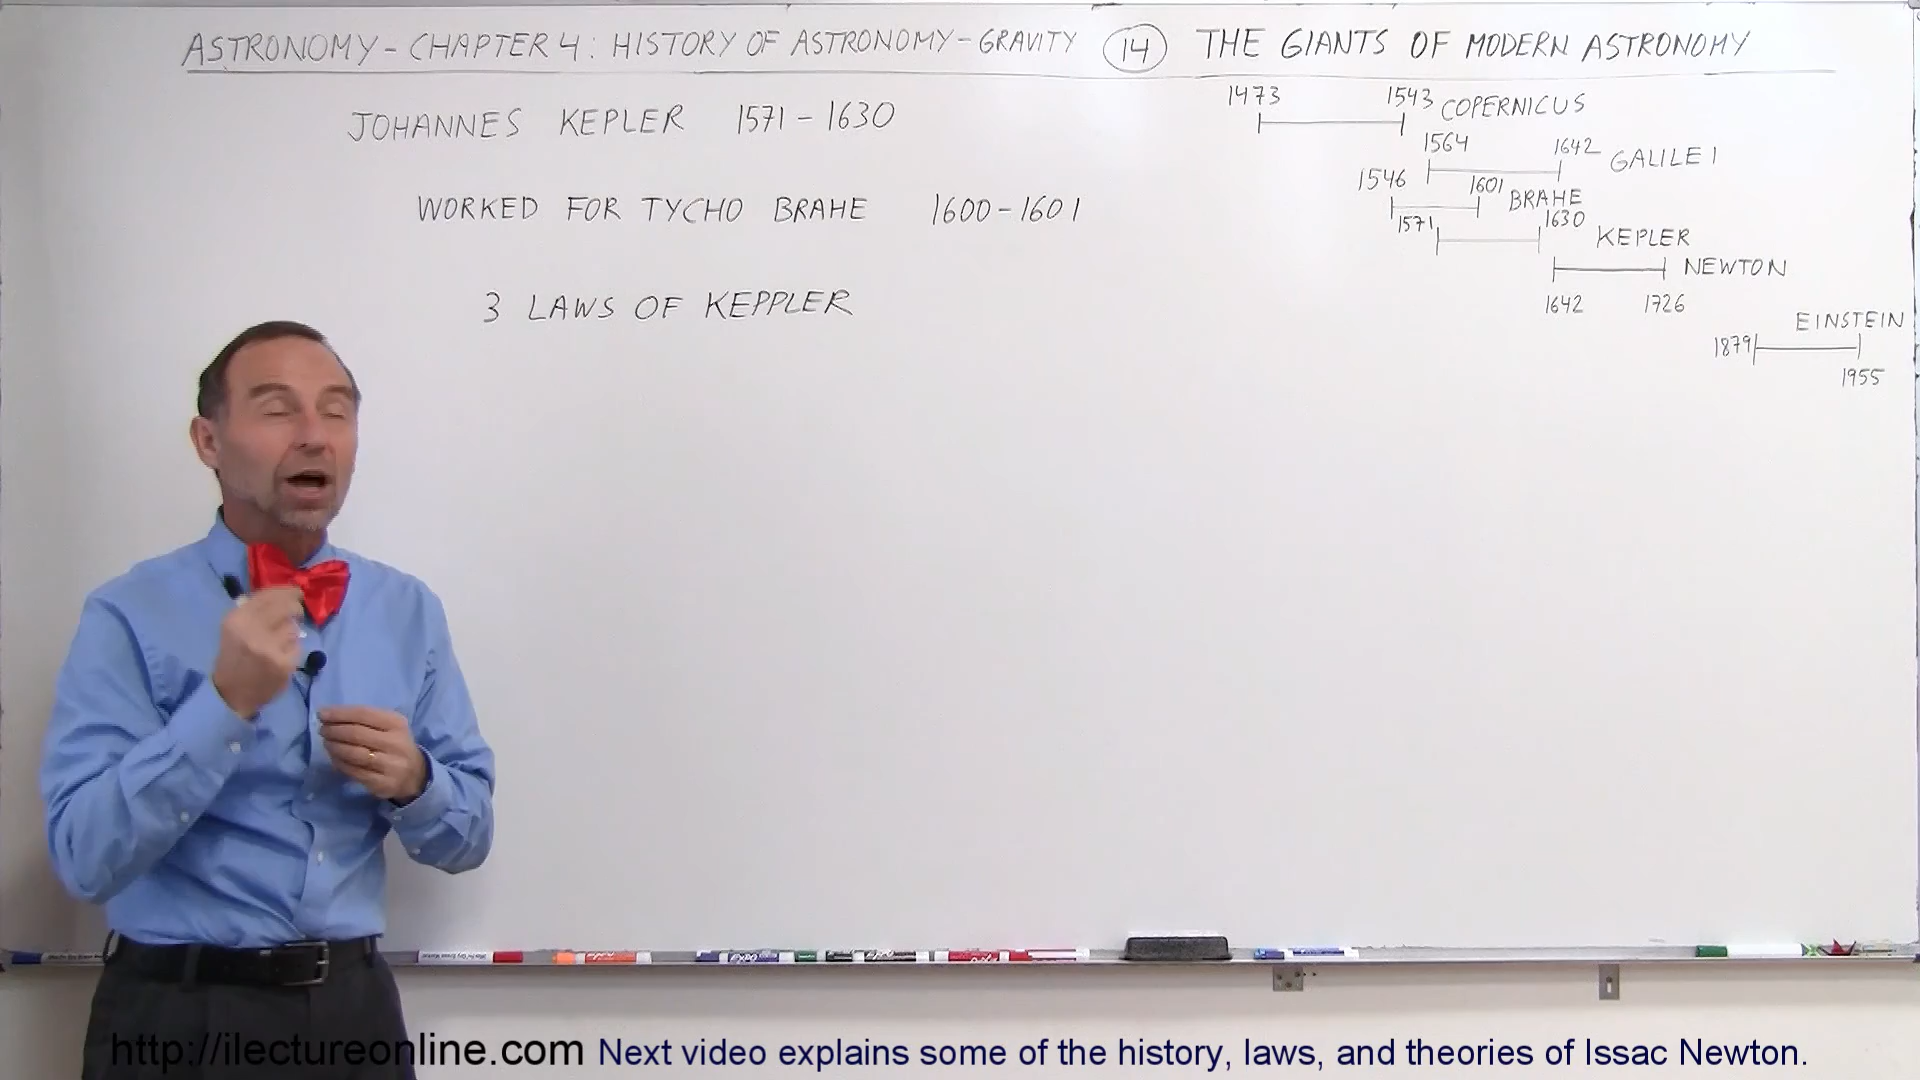 ASTRONOMY - CHAPTER 4: HISTORY OF ASTRONOMY - GRAVITY 14 THE GIANTS OF MODERN ASTRONOMY
JOHANNES KEPLER 1571 - 1630
WORKED FOR TYCHO BRAHE 1600 - 1601
3 LAWS OF KEPPLER
1473 1543 COPERNICUS
1564 1642 GALILEI
1546 1601 BRAHE
1571 1630 KEPLER
NEWTON
1642 1726
EINSTEIN
1879
1955
http://ilectureonline.com Next video explains some of the history, laws, and theories of Issac Newton.